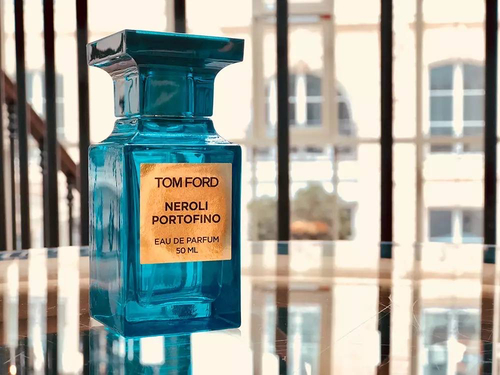 TOM FORD
NEROLI
PORTOFINO
EAU DE PARFUM
50 ML